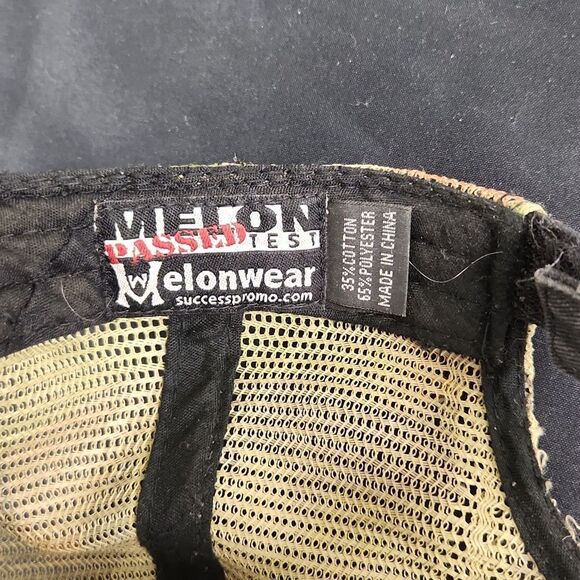 MELON
PASSED
TEST
Melonwear
successpromo.com
35% COTTON
65% POLYESTER
MADE IN CHINA